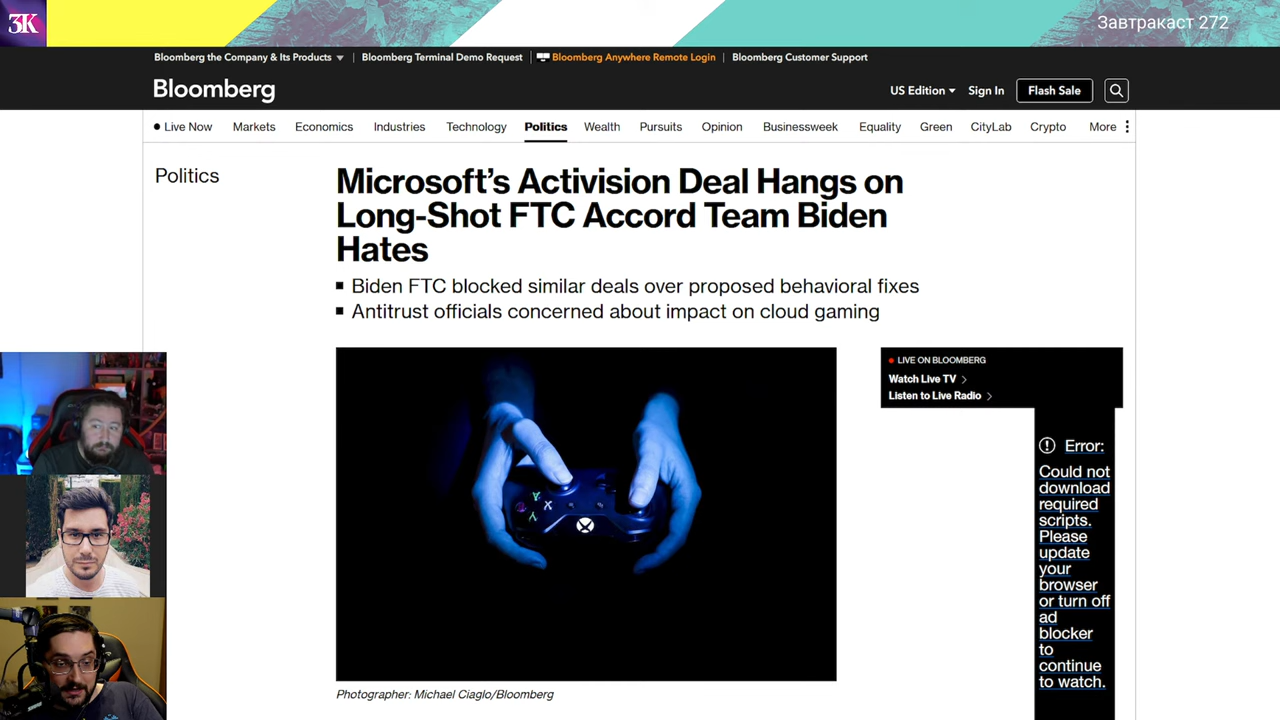 3K
Завтракаст 272
Bloomberg the Company & Its Products
Bloomberg Terminal Demo Request
Bloomberg Anywhere Remote Login
Bloomberg Customer Support
Bloomberg
US Edition
Sign In
Flash Sale
Live Now
Markets
Economics
Industries
Technology
Politics
Wealth
Pursuits
Opinion
Businessweek
Equality
Green
CityLab
Crypto
More
Politics
Microsoft's Activision Deal Hangs on
Long-Shot FTC Accord Team Biden
Hates
Biden FTC blocked similar deals over proposed behavioral fixes
Antitrust officials concerned about impact on cloud gaming
LIVE ON BLOOMBERG
Watch Live TV
Listen to Live Radio
Error:
Could not
download
required
scripts.
Please
update
your
browser
or turn off
ad
blocker
to
continue
to watch.
Photographer: Michael Ciaglo/Bloomberg